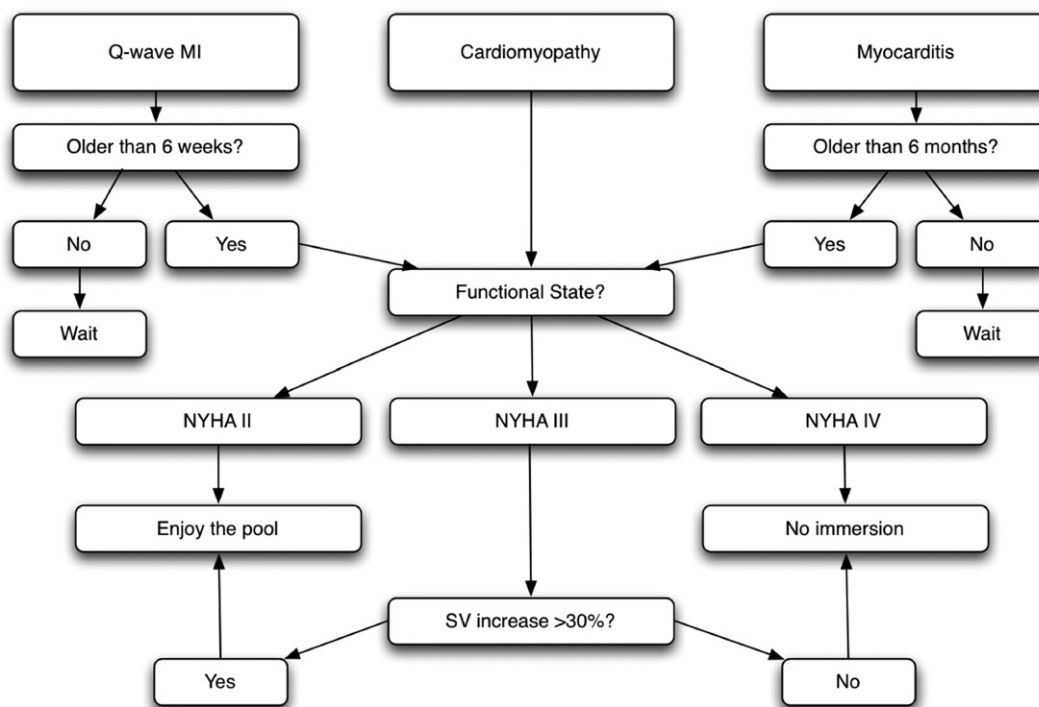 Q-wave MI
Cardiomyopathy
Myocarditis
Older than 6 weeks?
Older than 6 months?
No
Yes
Yes
No
Functional State?
Wait
Wait
NYHA II
NYHA III
NYHA IV
Enjoy the pool
No immersion
SV increase >30%?
Yes
No